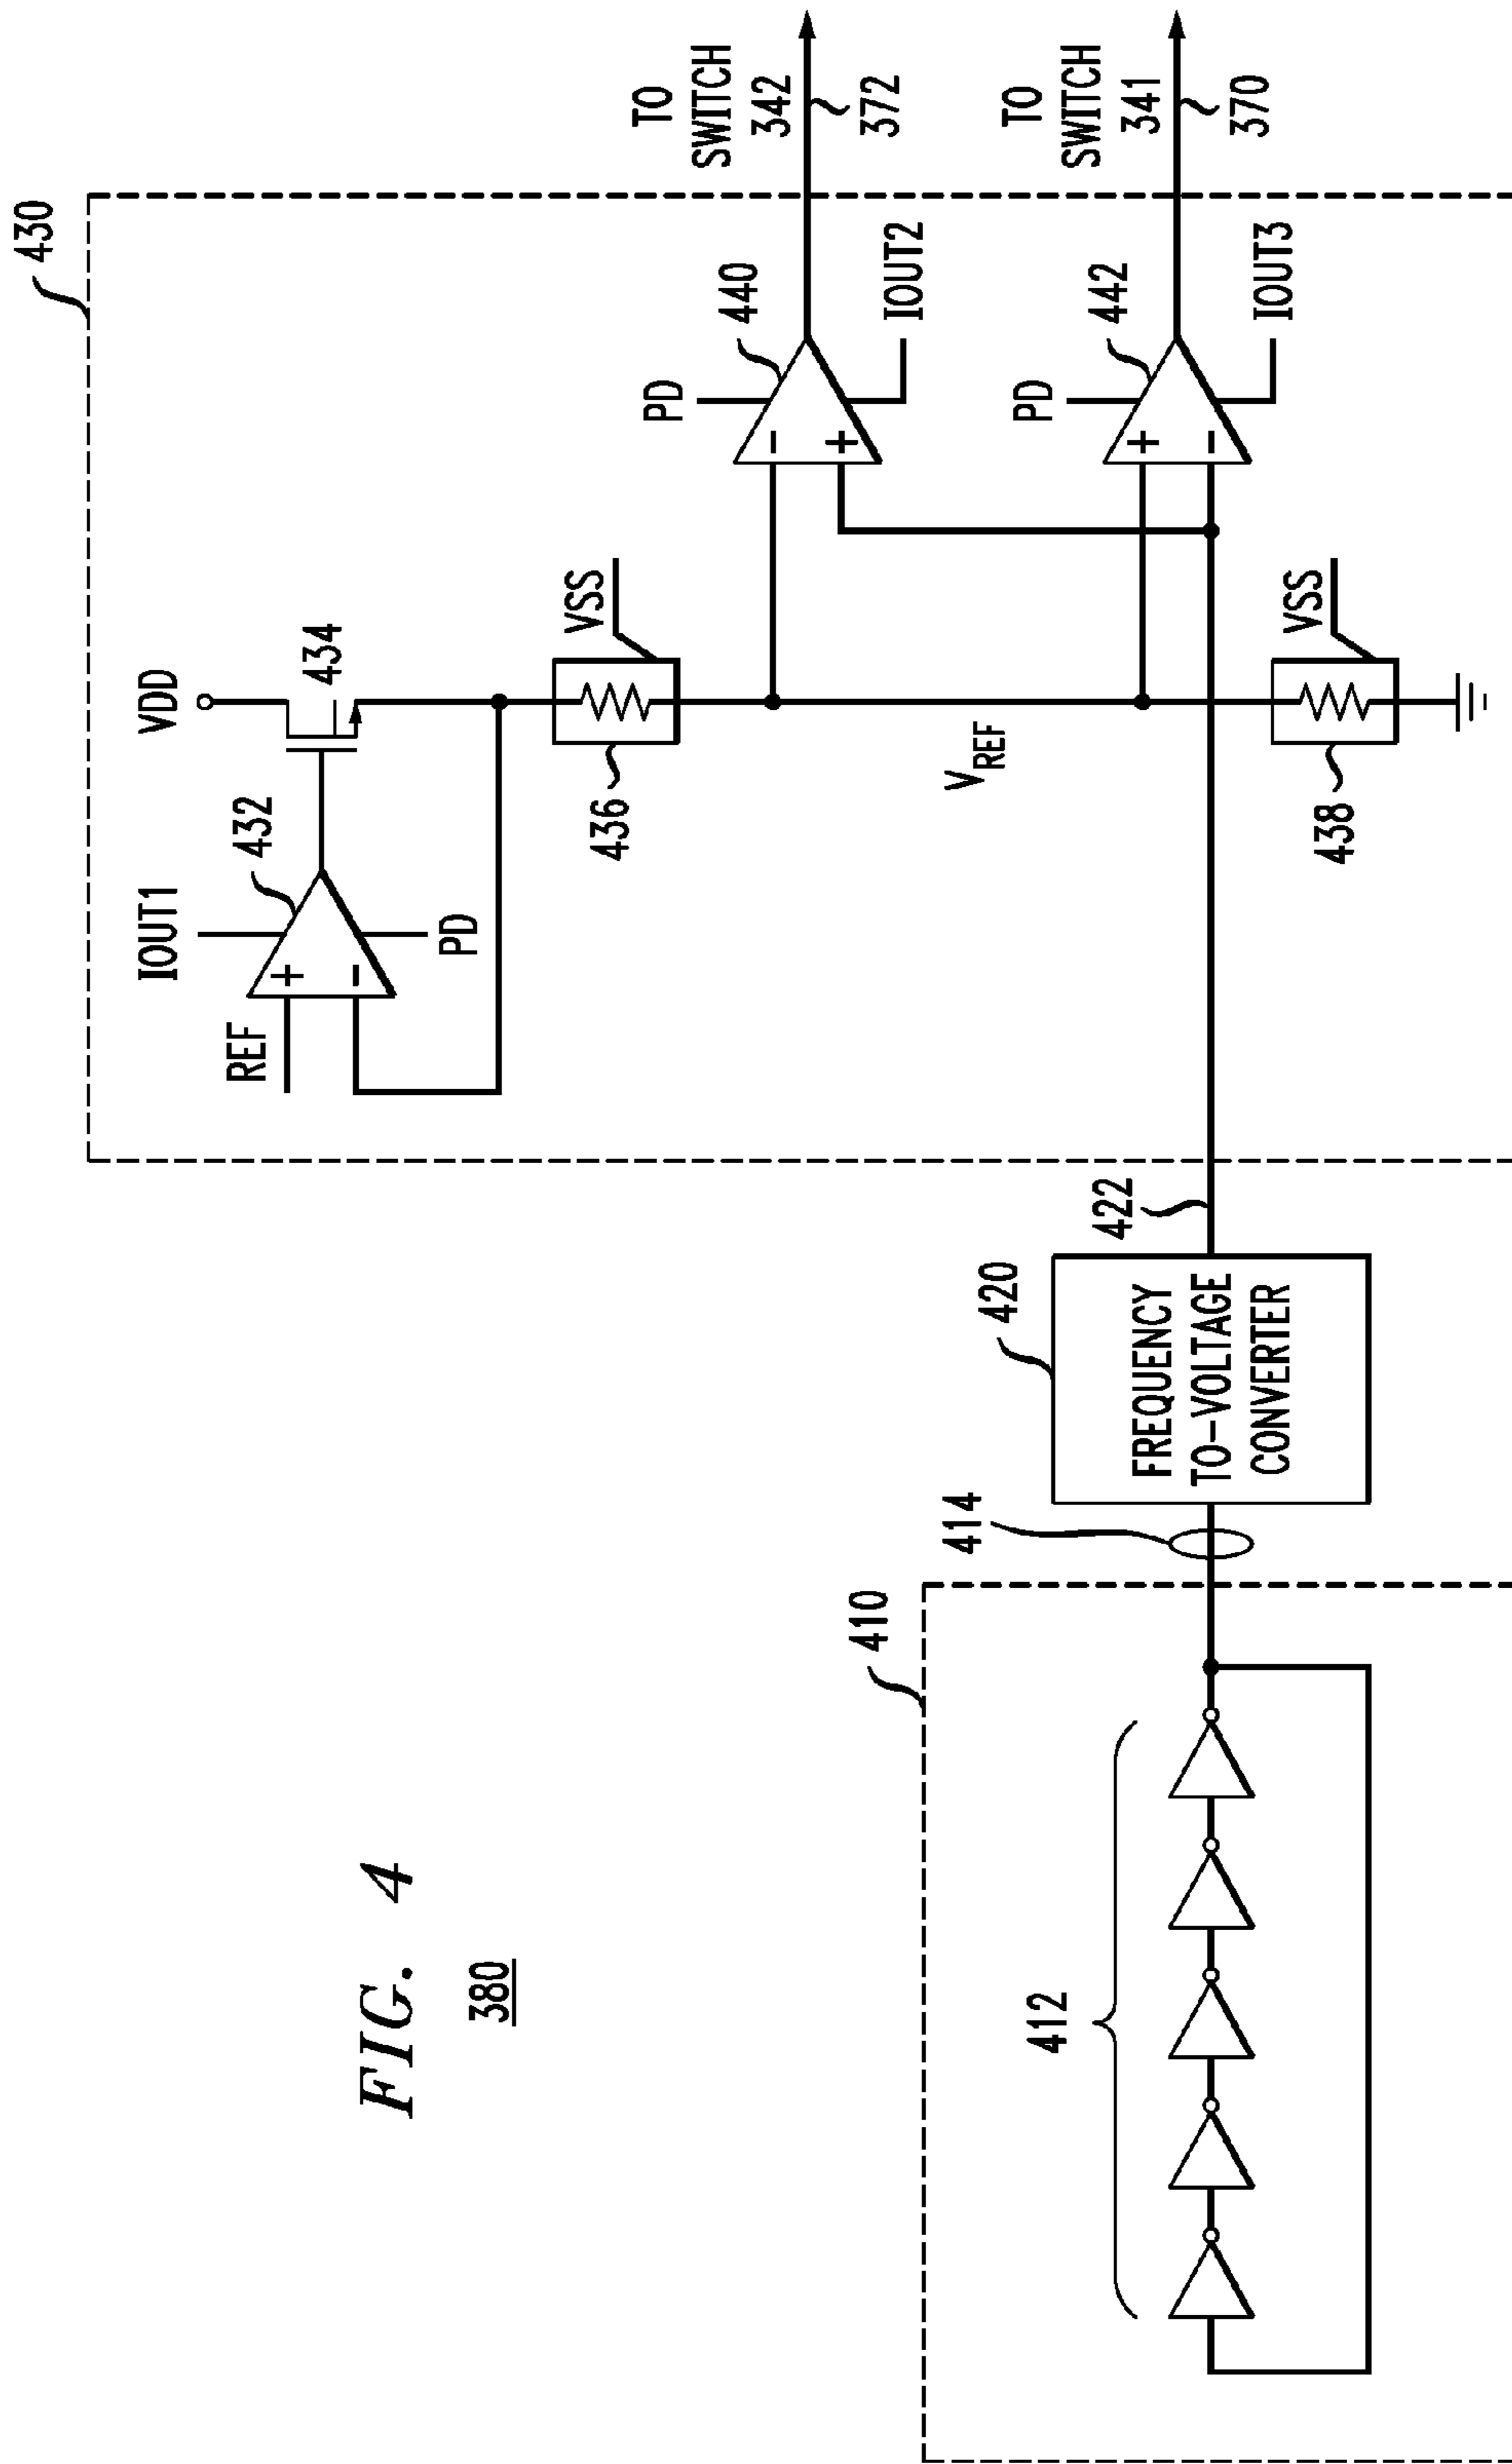 FIG. 4
380
430
VDD
IOUT1
432
434
REF
PD
436
VSS
V_REF
438
VSS
PD
440
IOUT2
TO
SWITCH
342
372
PD
442
IOUT3
TO
SWITCH
341
370
410
412
414
420
FREQUENCY
TO-VOLTAGE
CONVERTER
422
+
-
-
+
+
-